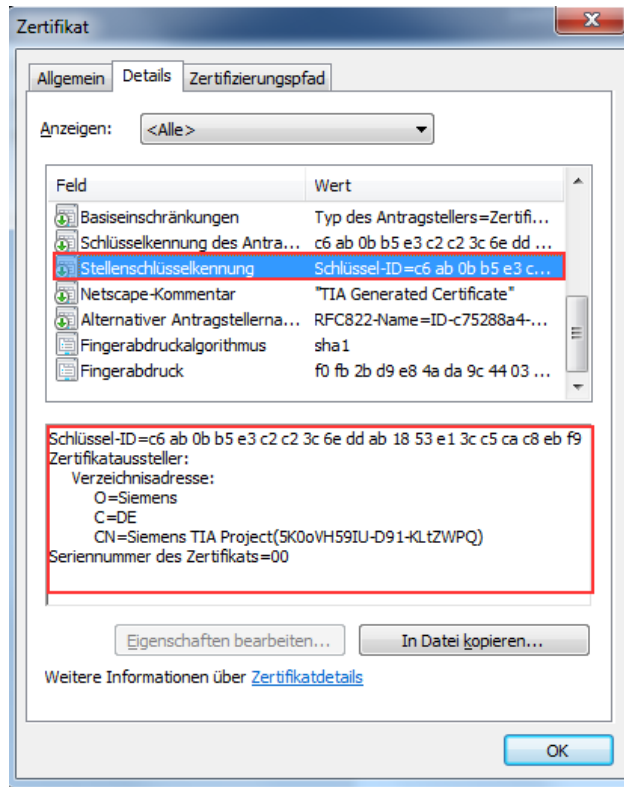 Zertifikat
Allgemein Details Zertifizierungspfad
Anzeigen: <Alle>
Feld Wert
Basiseinschränkungen Typ des Antragstellers=Zertifi...
Schlüsselkennung des Antra... c6 ab 0b b5 e3 c2 c2 3c 6e dd ...
Stellenschlüsselkennung Schlüssel-ID=c6 ab 0b b5 e3 c...
Netscape-Kommentar "TIA Generated Certificate"
Alternativer Antragstellerna... RFC822-Name=ID-c75288a4-...
Fingerabdruckalgorithmus sha1
Fingerabdruck f0 fb 2b d9 e8 4a da 9c 44 03 ...
Schlüssel-ID=c6 ab 0b b5 e3 c2 c2 3c 6e dd ab 18 53 e1 3c c5 ca c8 eb f9
Zertifikataussteller:
Verzeichnisadresse:
O=Siemens
C=DE
CN=Siemens TIA Project(5K0oVH59IU-D91-KLtZWPQ)
Seriennummer des Zertifikats=00
Eigenschaften bearbeiten... In Datei kopieren...
Weitere Informationen über Zertifikatdetails
OK